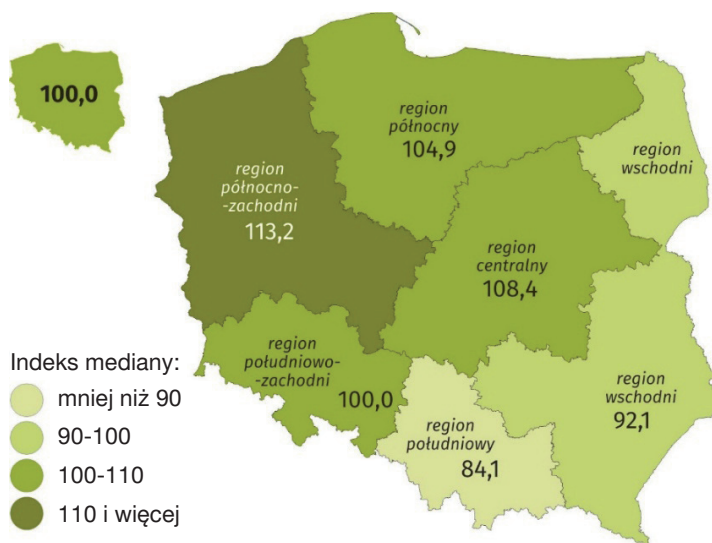 100,0
region
północny
104,9
region
wschodni
region
północno-
-zachodni
113,2
region
centralny
108,4
region
południowo-
-zachodni
100,0
region
wschodni
92,1
region
południowy
84,1
Indeks mediany:
mniej niż 90
90-100
100-110
110 i więcej